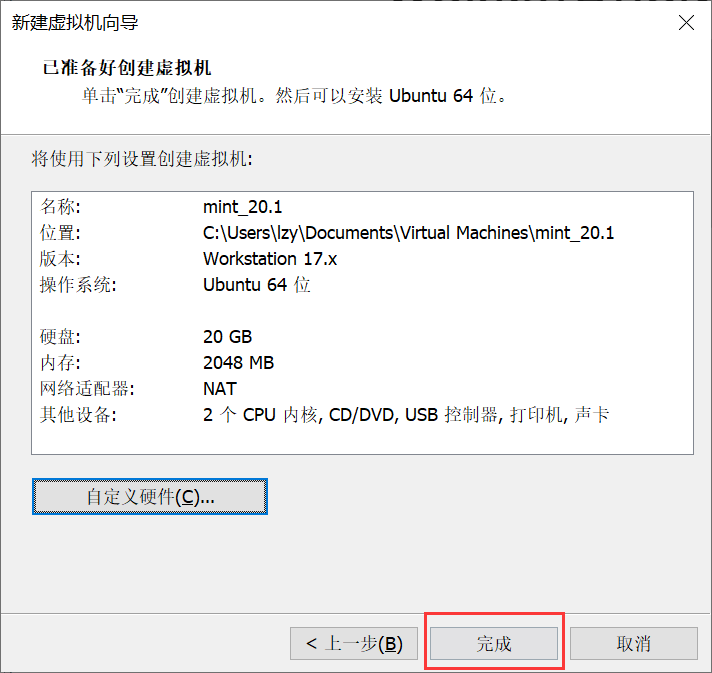 新建虚拟机向导
已准备好创建虚拟机
单击“完成”创建虚拟机。然后可以安装 Ubuntu 64 位。
将使用下列设置创建虚拟机:
名称: mint_20.1
位置: C:\Users\lzy\Documents\Virtual Machines\mint_20.1
版本: Workstation 17.x
操作系统: Ubuntu 64 位
硬盘: 20 GB
内存: 2048 MB
网络适配器: NAT
其他设备: 2 个 CPU 内核, CD/DVD, USB 控制器, 打印机, 声卡
自定义硬件(C)...
< 上一步(B) 完成 取消